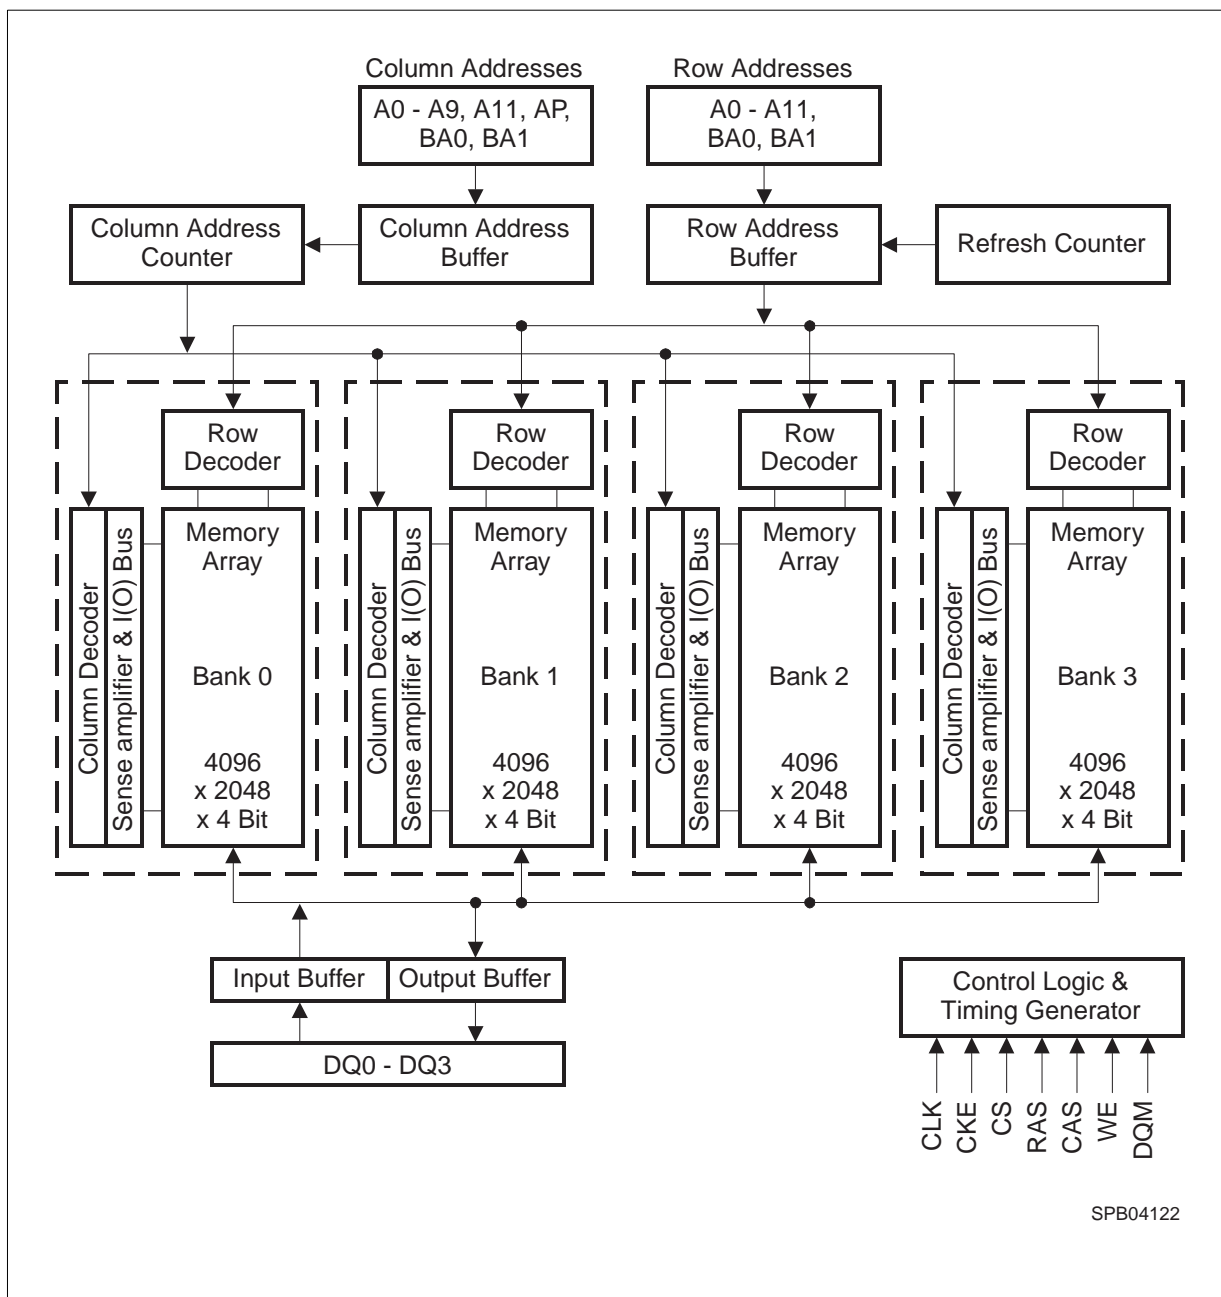 Column Addresses
Row Addresses
A0 - A9, A11, AP,
BA0, BA1
A0 - A11,
BA0, BA1
Column Address
Counter
Column Address
Buffer
Row Address
Buffer
Refresh Counter
Row
Decoder
Row
Decoder
Row
Decoder
Row
Decoder
Column Decoder
Sense amplifier & I(O) Bus
Memory
Array
Bank 0
4096
x 2048
x 4 Bit
Column Decoder
Sense amplifier & I(O) Bus
Memory
Array
Bank 1
4096
x 2048
x 4 Bit
Column Decoder
Sense amplifier & I(O) Bus
Memory
Array
Bank 2
4096
x 2048
x 4 Bit
Column Decoder
Sense amplifier & I(O) Bus
Memory
Array
Bank 3
4096
x 2048
x 4 Bit
Input Buffer
Output Buffer
DQ0 - DQ3
Control Logic &
Timing Generator
CLK
CKE
CS
RAS
CAS
WE
DQM
SPB04122